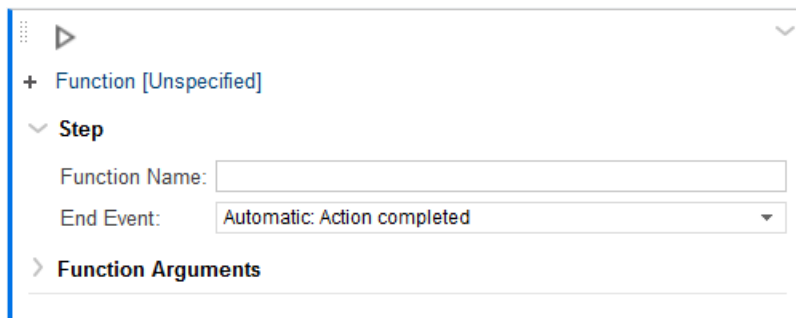 Function [Unspecified]
Step
Function Name:
End Event: Automatic: Action completed
Function Arguments